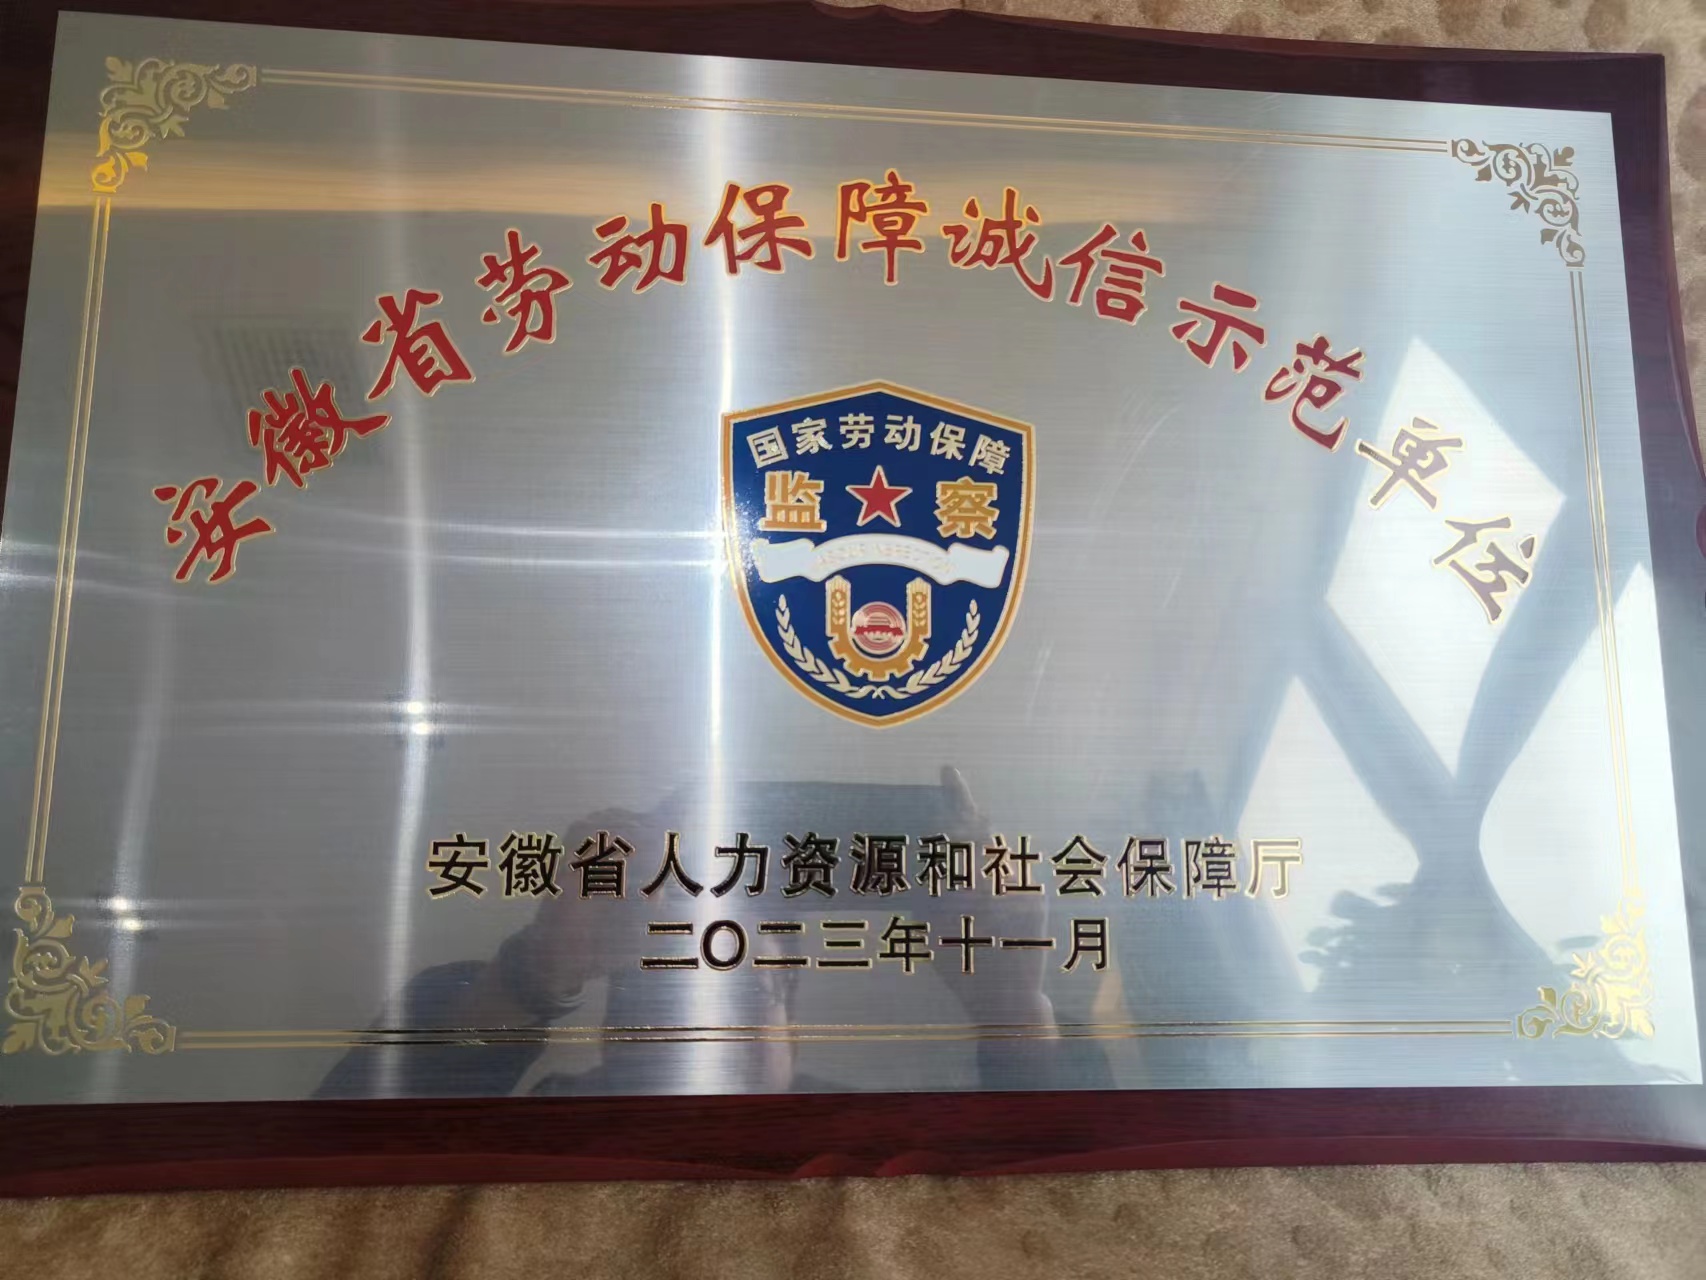 安徽省劳动保障诚信示范单位
国家劳动保障
监察
LABOUR INSPECTION
安徽省人力资源和社会保障厅
二〇二三年十一月